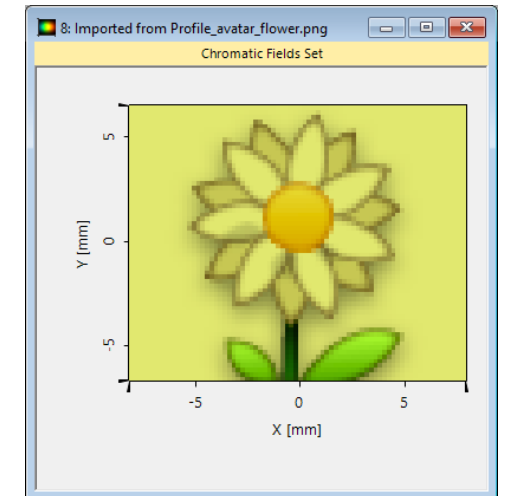 8: Imported from Profile_avatar_flower.png
Chromatic Fields Set
Y [mm]
5
0
-5
-5 0 5
X [mm]